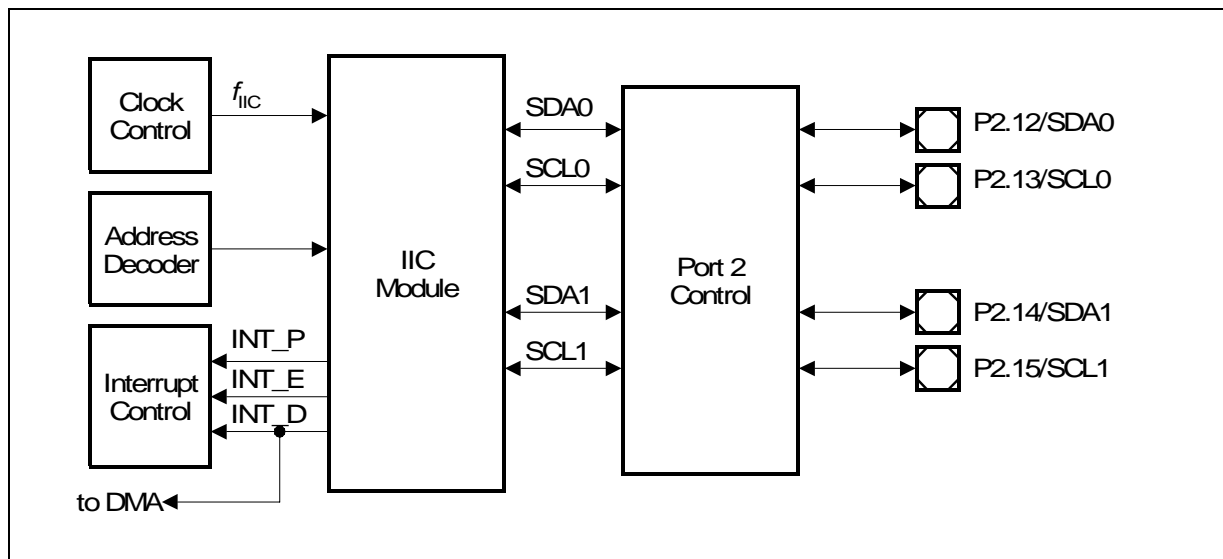 Clock
Control
fIIC
Address
Decoder
Interrupt
Control
INT_P
INT_E
INT_D
to DMA
IIC
Module
SDA0
SCL0
SDA1
SCL1
Port 2
Control
P2.12/SDA0
P2.13/SCL0
P2.14/SDA1
P2.15/SCL1